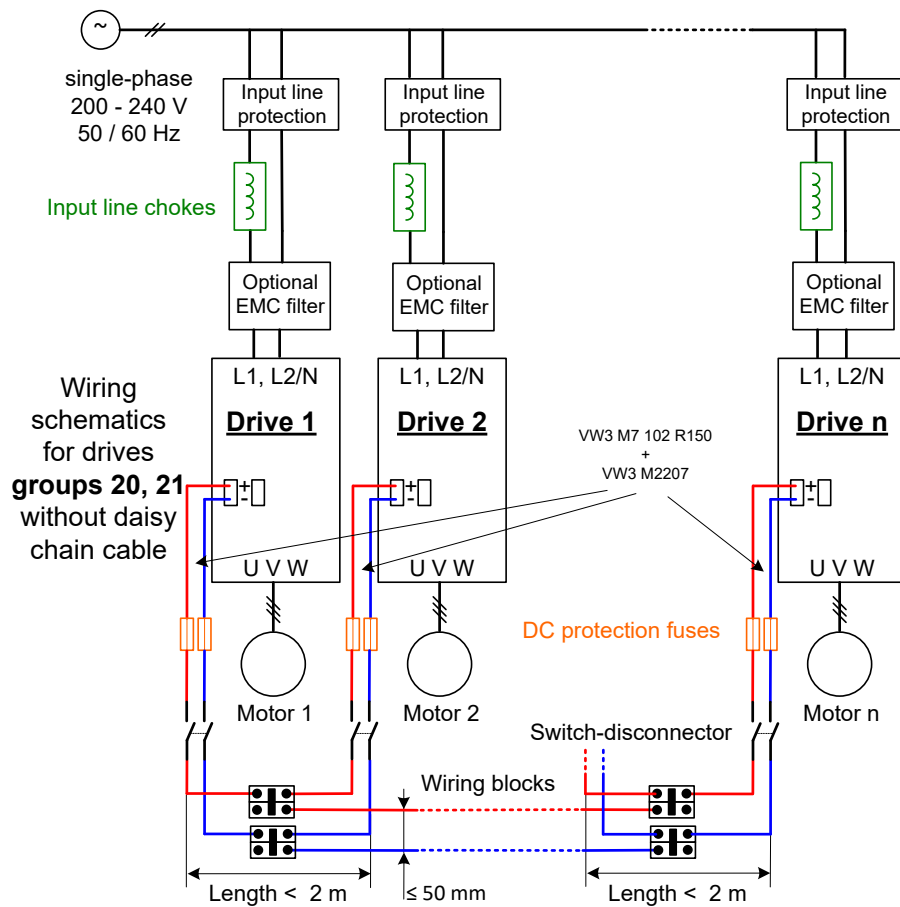 ~
single-phase
200 - 240 V
50 / 60 Hz
Input line
protection
Input line
protection
Input line
protection
Input line chokes
Optional
EMC filter
Optional
EMC filter
Optional
EMC filter
L1, L2/N
L1, L2/N
L1, L2/N
Drive 1
Drive 2
Drive n
Wiring
schematics
for drives
groups 20, 21
without daisy
chain cable
VW3 M7 102 R150
+
VW3 M2207
+
-
+
-
+
-
U V W
U V W
U V W
DC protection fuses
Motor 1
Motor 2
Motor n
Switch-disconnector
Wiring blocks
Length < 2 m
≤ 50 mm
Length < 2 m